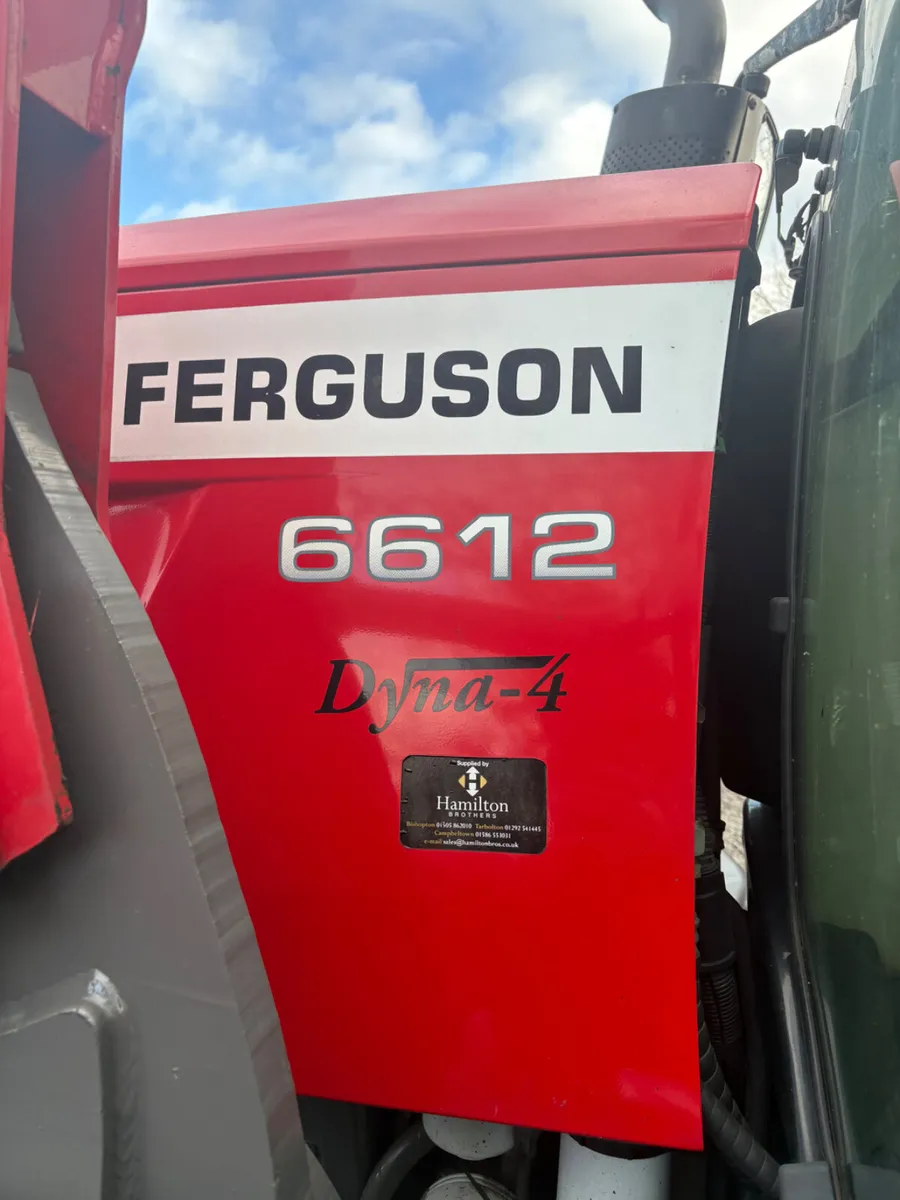 FERGUSON
6612
Dyna-4
Supplied by
H
Hamilton
BROTHERS
Bishopton 01505 862010 Tarbolton 01292 541445
Campbeltown 01586 553031
e-mail sales@hamiltonbros.co.uk